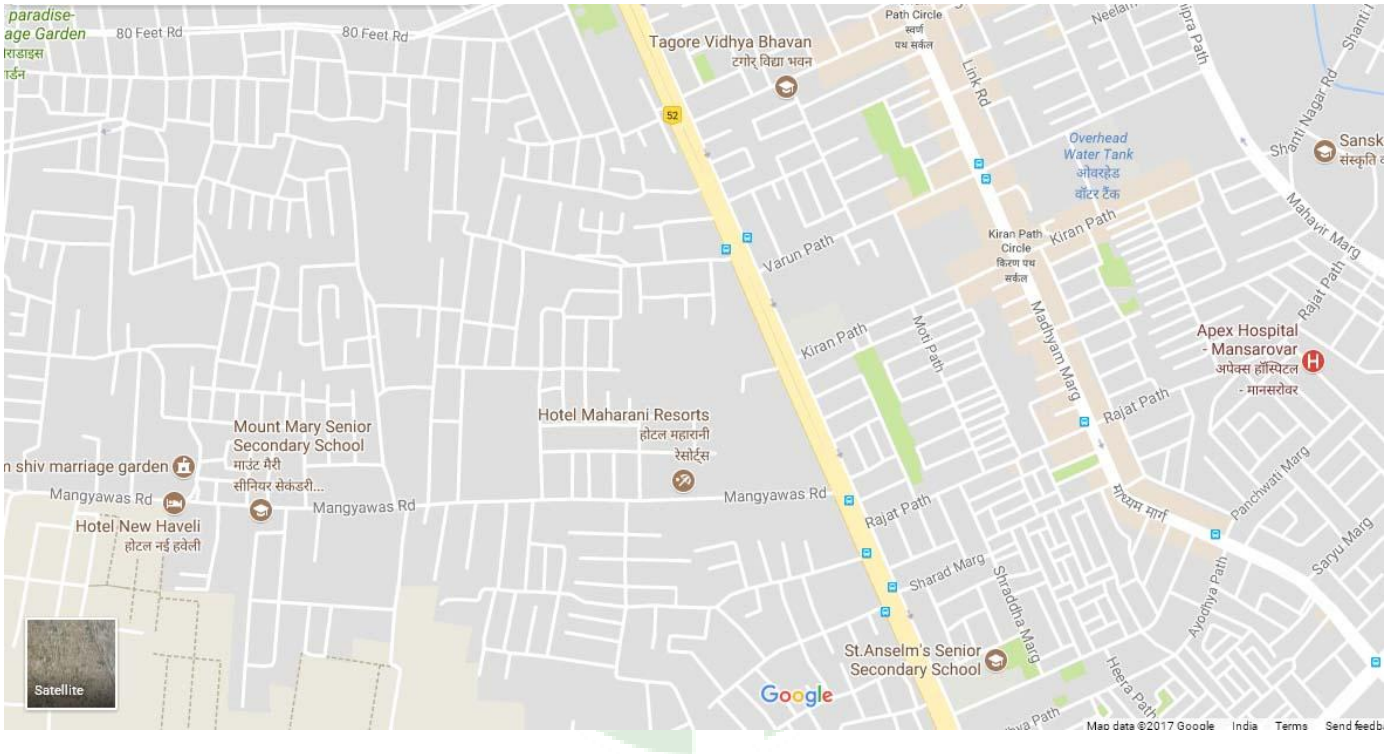 paradise-
age Garden
राडाइस
गार्डन
80 Feet Rd
80 Feet Rd
Tagore Vidhya Bhavan
टगोर् विद्या भवन
52
Path Circle
स्वर्ण
पथ सर्कल
Neelam
Link Rd
ipra Path
Shanti
Shanti Nagar Rd
Sansk
संस्कृति
Overhead
Water Tank
ओवरहेड
वॉटर टैंक
Mahavir Marg
Varun Path
Kiran Path
Circle
किरण पथ
सर्कल
Kiran Path
Rajat Path
Kiran Path
Moti Path
Madhyam Marg
Apex Hospital
- Mansarovar
अपेक्स हॉस्पिटल
- मानसरोवर
H
Rajat Path
Hotel Maharani Resorts
होटल महारानी
रेसोर्ट्स
Mount Mary Senior
Secondary School
माउंट मैरी
सीनियर सेकंडरी...
n shiv marriage garden
Mangyawas Rd
Mangyawas Rd
Mangyawas Rd
Hotel New Haveli
होटल नई हवेली
Rajat Path
माध्यम मार्ग
Panchwati Marg
Saryu Marg
Sharad Marg
Shraddha Marg
Ayodhya Path
St.Anselm's Senior
Secondary School
Heera Path
hya Path
Satellite
Google
Map data ©2017 Google India Terms Send feedb